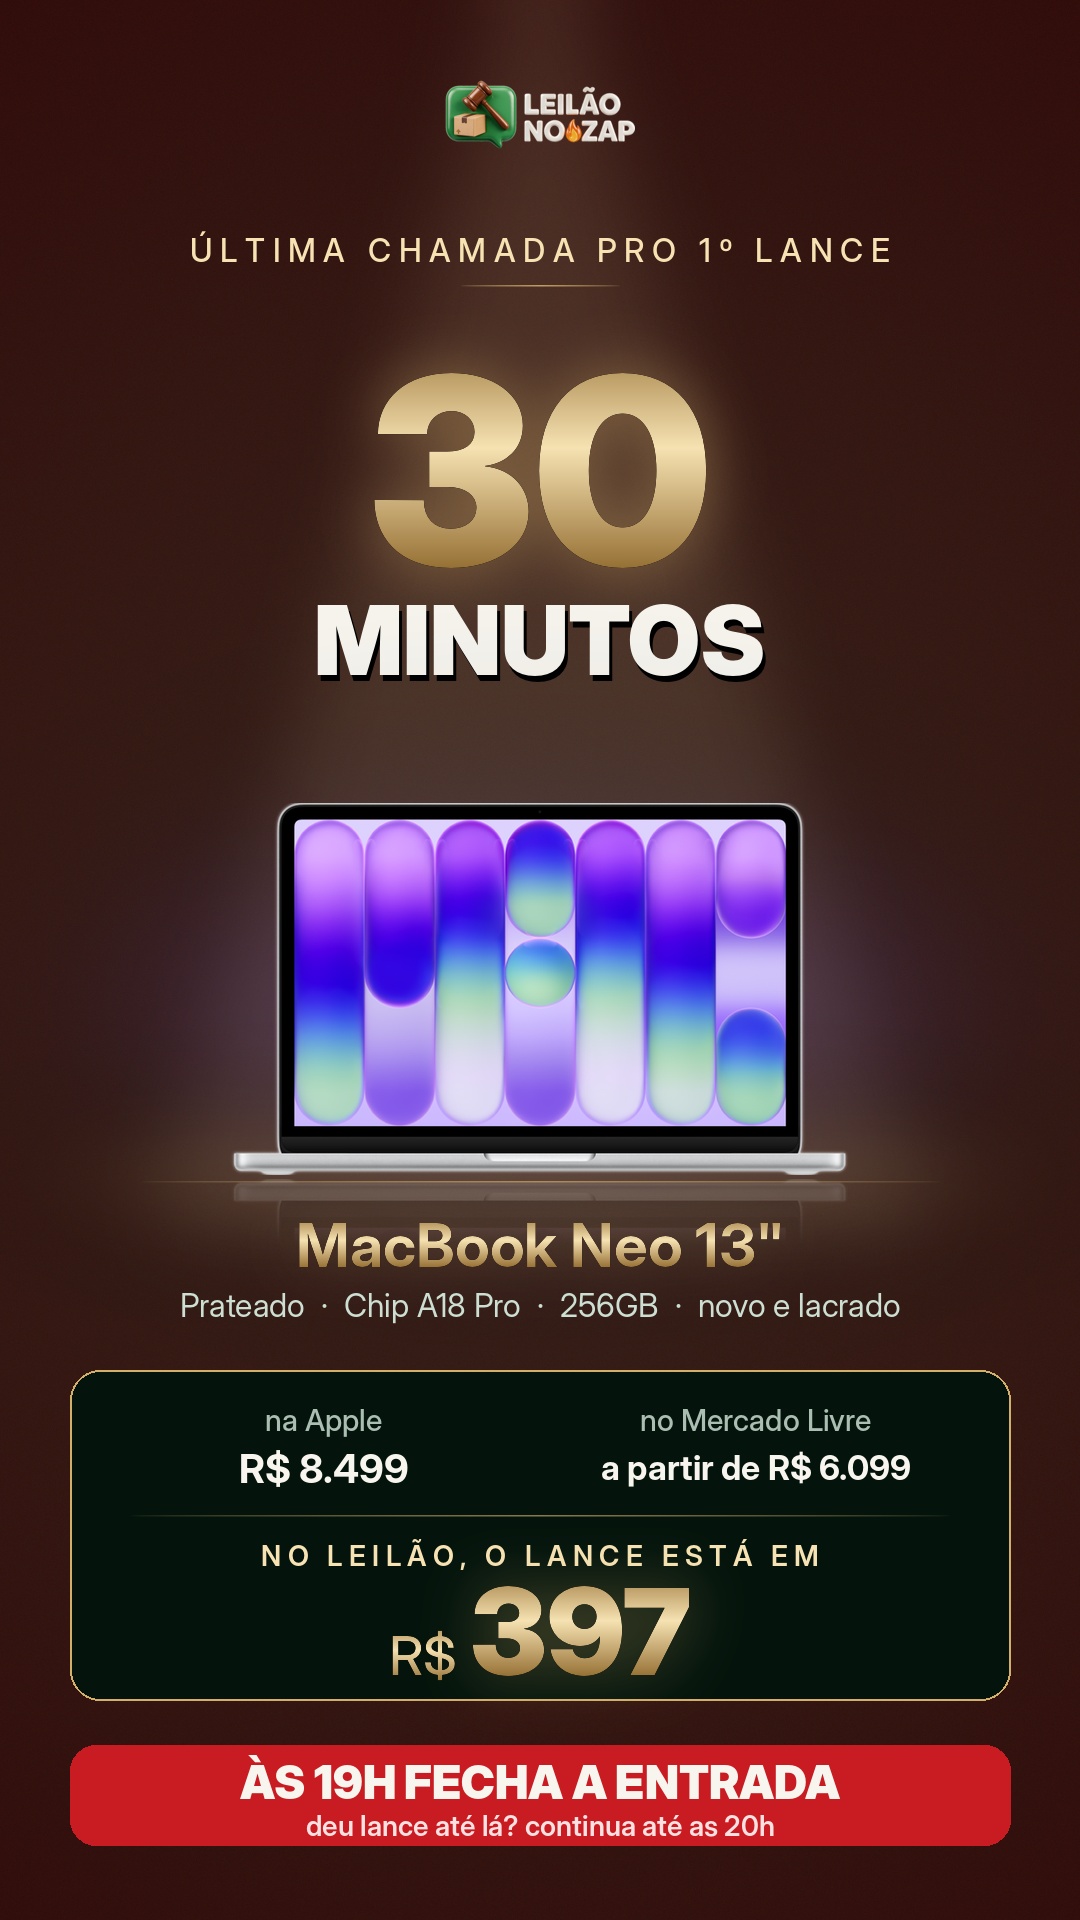 LEILÃO
NO ZAP
ÚLTIMA CHAMADA PRO 1º LANCE
30
MINUTOS
MacBook Neo 13"
Prateado · Chip A18 Pro · 256GB · novo e lacrado
na Apple
R$ 8.499
no Mercado Livre
a partir de R$ 6.099
NO LEILÃO, O LANCE ESTÁ EM
R$ 397
ÀS 19H FECHA A ENTRADA
deu lance até lá? continua até as 20h